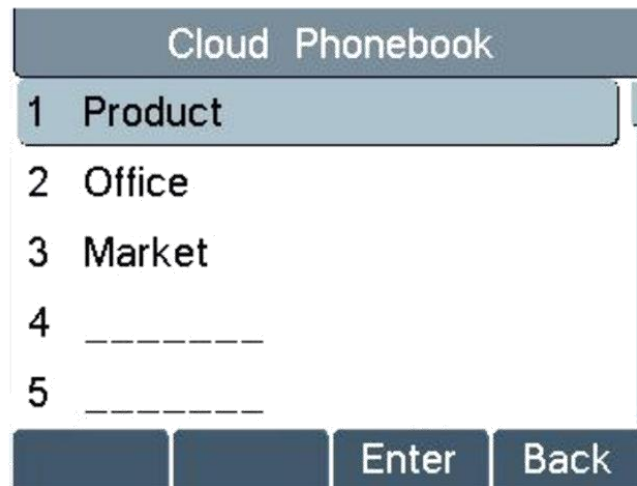 Cloud Phonebook
1 Product
2 Office
3 Market
4 _______
5 _______
Enter Back